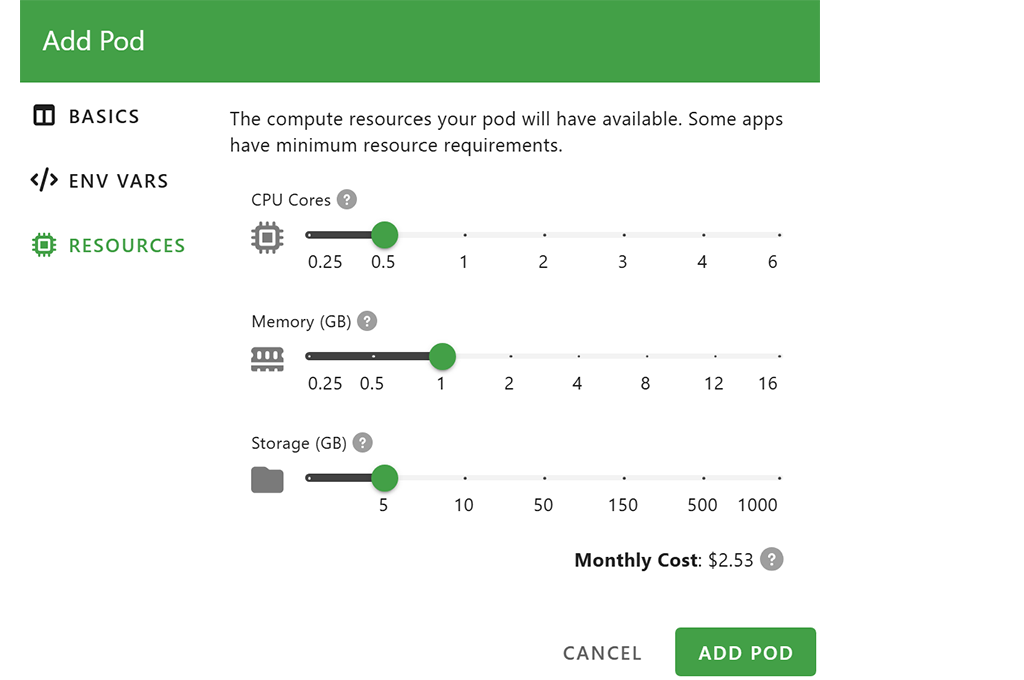 Add Pod
BASICS
ENV VARS
RESOURCES
The compute resources your pod will have available. Some apps
have minimum resource requirements.
CPU Cores ?
0.25 0.5 1 2 3 4 6
Memory (GB) ?
0.25 0.5 1 2 4 8 12 16
Storage (GB) ?
5 10 50 150 500 1000
Monthly Cost: $2.53 ?
CANCEL ADD POD